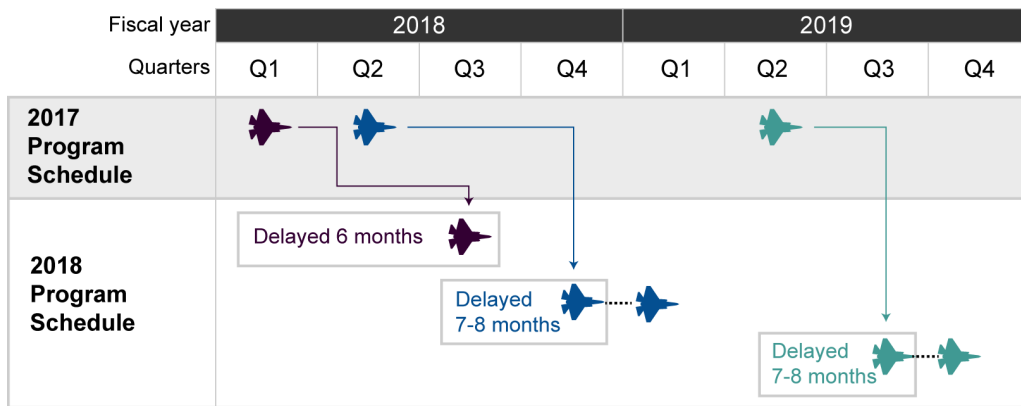 Fiscal year 2018 2019
Quarters Q1 Q2 Q3 Q4 Q1 Q2 Q3 Q4
2017
Program
Schedule
2018
Program
Schedule
Delayed 6 months
Delayed
7-8 months
Delayed
7-8 months